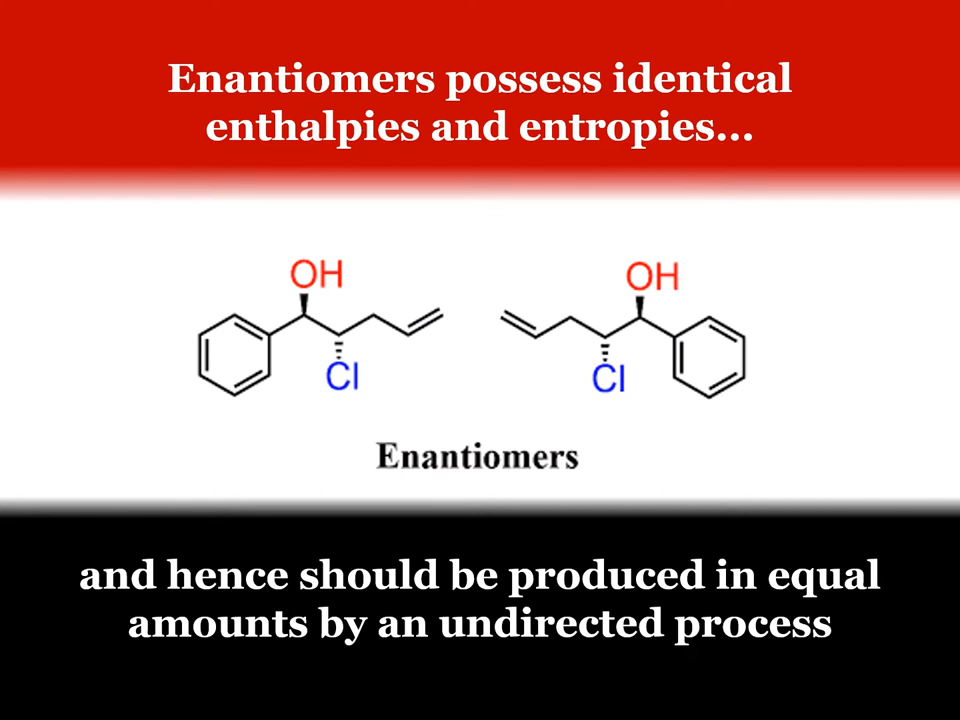 Enantiomers possess identical
enthalpies and entropies...
OH
OH
Cl
Cl
Enantiomers
and hence should be produced in equal
amounts by an undirected process